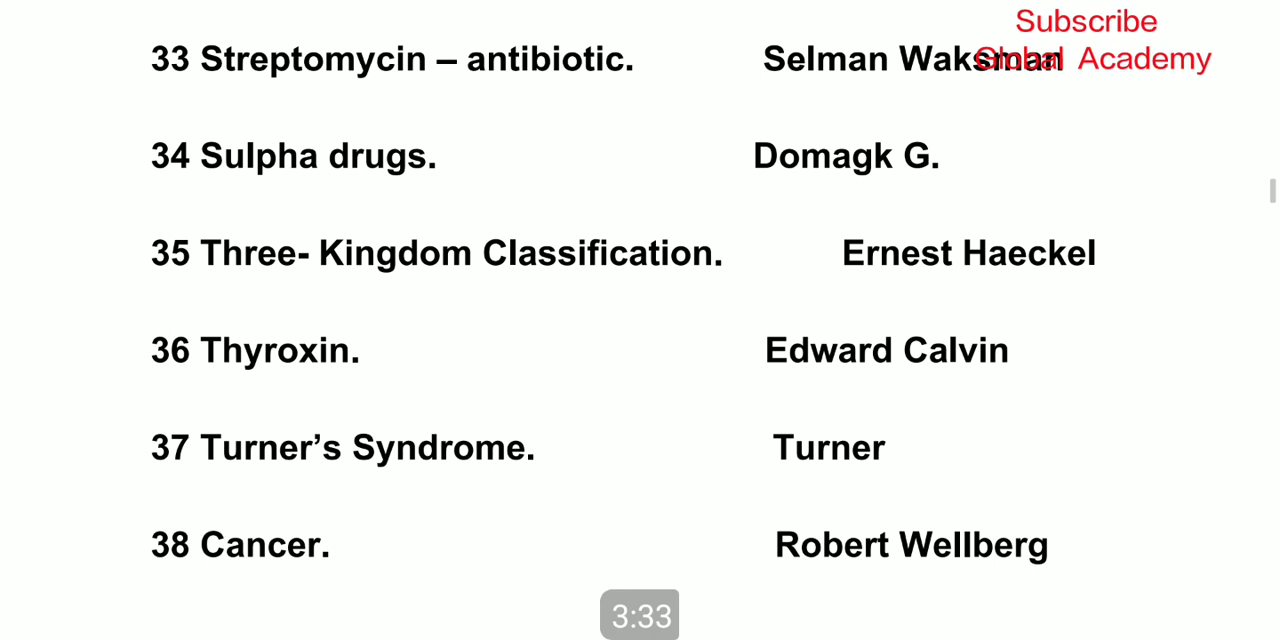 Subscribe
33 Streptomycin – antibiotic. Selman Waksman
Global Academy
34 Sulpha drugs. Domagk G.
35 Three- Kingdom Classification. Ernest Haeckel
36 Thyroxin. Edward Calvin
37 Turner’s Syndrome. Turner
38 Cancer. Robert Wellberg
3:33